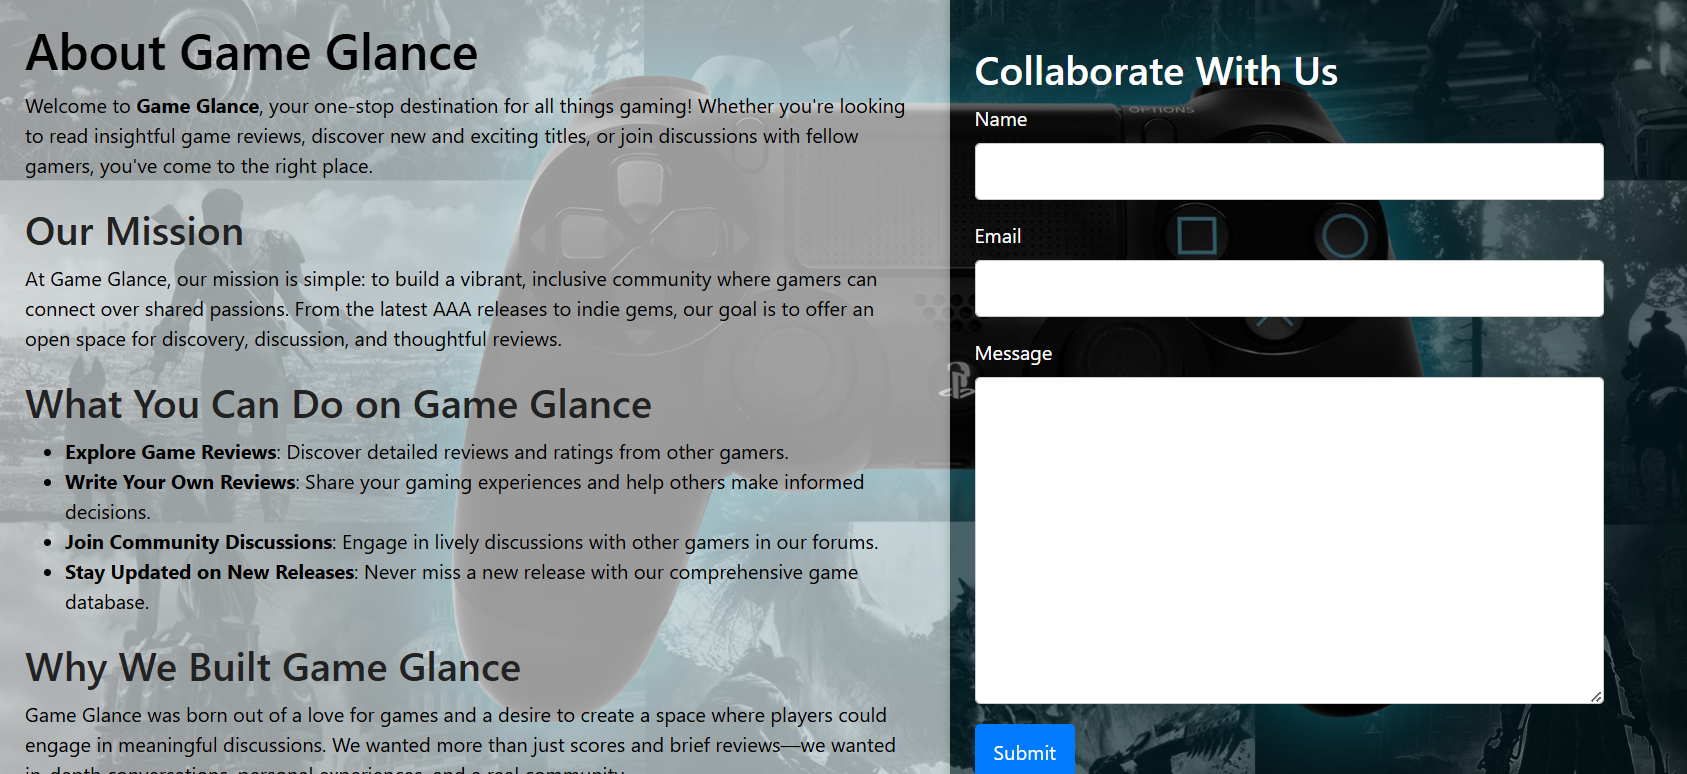 About Game Glance
Welcome to Game Glance, your one-stop destination for all things gaming! Whether you're looking
to read insightful game reviews, discover new and exciting titles, or join discussions with fellow
gamers, you've come to the right place.
Our Mission
At Game Glance, our mission is simple: to build a vibrant, inclusive community where gamers can
connect over shared passions. From the latest AAA releases to indie gems, our goal is to offer an
open space for discovery, discussion, and thoughtful reviews.
What You Can Do on Game Glance
• Explore Game Reviews: Discover detailed reviews and ratings from other gamers.
• Write Your Own Reviews: Share your gaming experiences and help others make informed
decisions.
• Join Community Discussions: Engage in lively discussions with other gamers in our forums.
• Stay Updated on New Releases: Never miss a new release with our comprehensive game
database.
Why We Built Game Glance
Game Glance was born out of a love for games and a desire to create a space where players could
engage in meaningful discussions. We wanted more than just scores and brief reviews—we wanted
in-depth conversations, personal experiences, and a real community.
Collaborate With Us
OPTIONS
Name
Email
Message
Submit